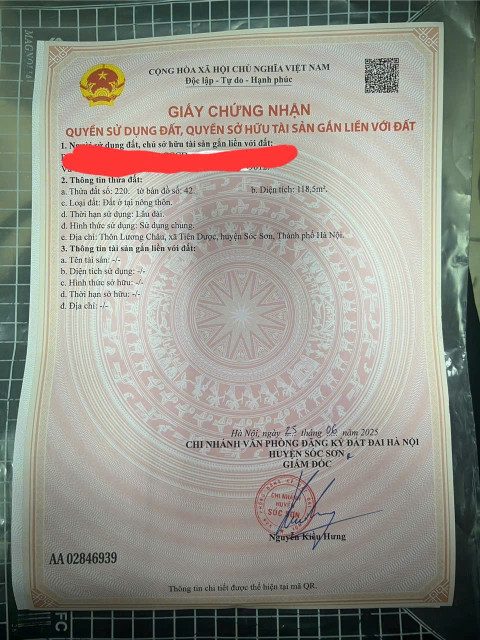 CỘNG HÒA XÃ HỘI CHỦ NGHĨA VIỆT NAM
Độc lập - Tự do - Hạnh phúc
GIẤY CHỨNG NHẬN
QUYỀN SỬ DỤNG ĐẤT, QUYỀN SỞ HỮU TÀI SẢN GẮN LIỀN VỚI ĐẤT
1. Người sử dụng đất, chủ sở hữu tài sản gắn liền với đất:
2. Thông tin thửa đất:
a. Thửa đất số: 220, tờ bản đồ số: 42 b. Diện tích: 118,5m².
c. Loại đất: Đất ở tại nông thôn.
d. Thời hạn sử dụng: Lâu dài.
đ. Hình thức sử dụng: Sử dụng chung.
e. Địa chỉ: Thôn Lương Châu, xã Tiên Dược, huyện Sóc Sơn, Thành phố Hà Nội.
3. Thông tin tài sản gắn liền với đất:
a. Tên tài sản: -/-
b. Diện tích sử dụng: -/-
c. Hình thức sở hữu: -/-
d. Thời hạn sở hữu: -/-
đ. Địa chỉ: -/-
Hà Nội, ngày 25 tháng 06 năm 2025
CHI NHÁNH VĂN PHÒNG ĐĂNG KÝ ĐẤT ĐAI HÀ NỘI
HUYỆN SÓC SƠN
GIÁM ĐỐC
CHI NHÁNH
HUYỆN
SÓC SƠN
Nguyễn Kiều Hưng
AA 02846939
Thông tin chi tiết được thể hiện tại mã QR.